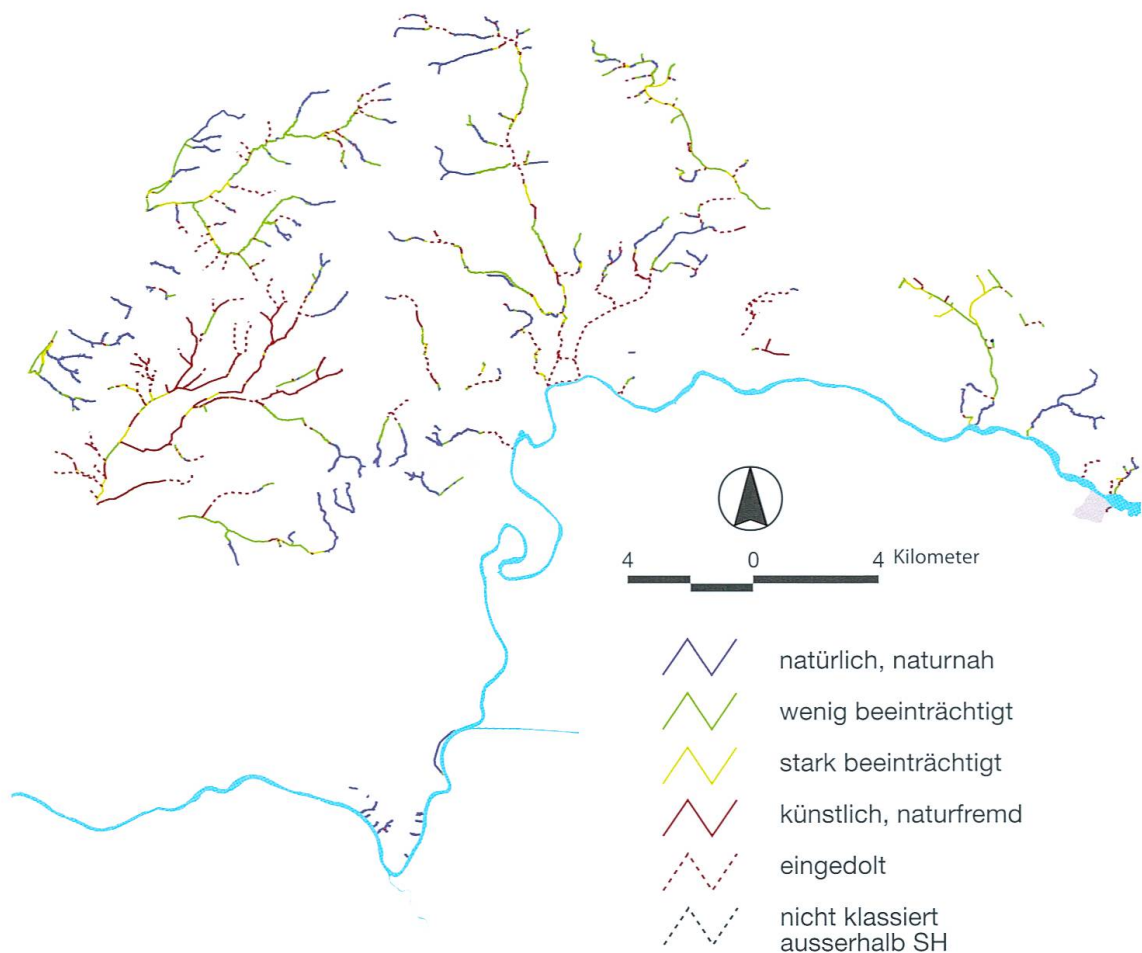 4 0 4 Kilometer
natürlich, naturnah
wenig beeinträchtigt
stark beeinträchtigt
künstlich, naturfremd
eingedolt
nicht klassiert
ausserhalb SH